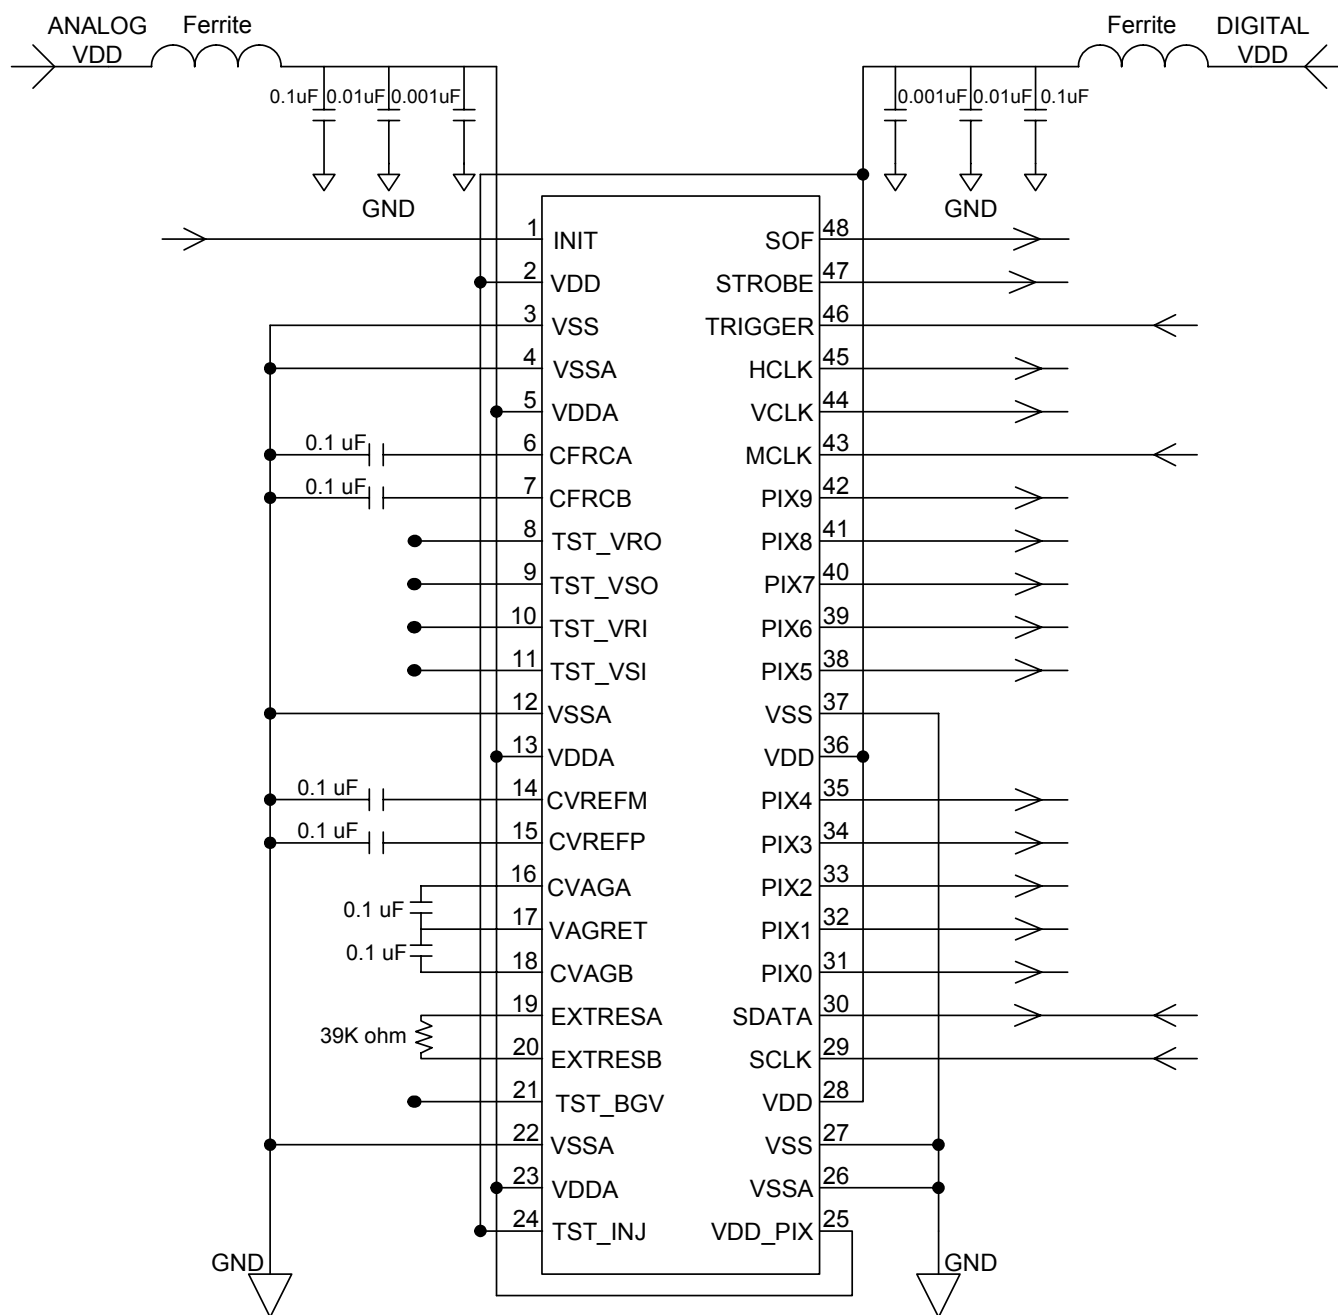 ANALOG VDD
Ferrite
Ferrite
DIGITAL VDD
0.1uF 0.01uF 0.001uF
0.001uF 0.01uF 0.1uF
GND
GND
1 INIT SOF 48
2 VDD STROBE 47
3 VSS TRIGGER 46
4 VSSA HCLK 45
5 VDDA VCLK 44
0.1 uF 6 CFRCA MCLK 43
0.1 uF 7 CFRCB PIX9 42
8 TST_VRO PIX8 41
9 TST_VSO PIX7 40
10 TST_VRI PIX6 39
11 TST_VSI PIX5 38
12 VSSA VSS 37
13 VDDA VDD 36
0.1 uF 14 CVREFM PIX4 35
0.1 uF 15 CVREFP PIX3 34
16 CVAGA PIX2 33
0.1 uF
17 VAGRET PIX1 32
0.1 uF
18 CVAGB PIX0 31
19 EXTRESA SDATA 30
39K ohm
20 EXTRESB SCLK 29
21 TST_BGV VDD 28
22 VSSA VSS 27
23 VDDA VSSA 26
24 TST_INJ VDD_PIX 25
GND
GND